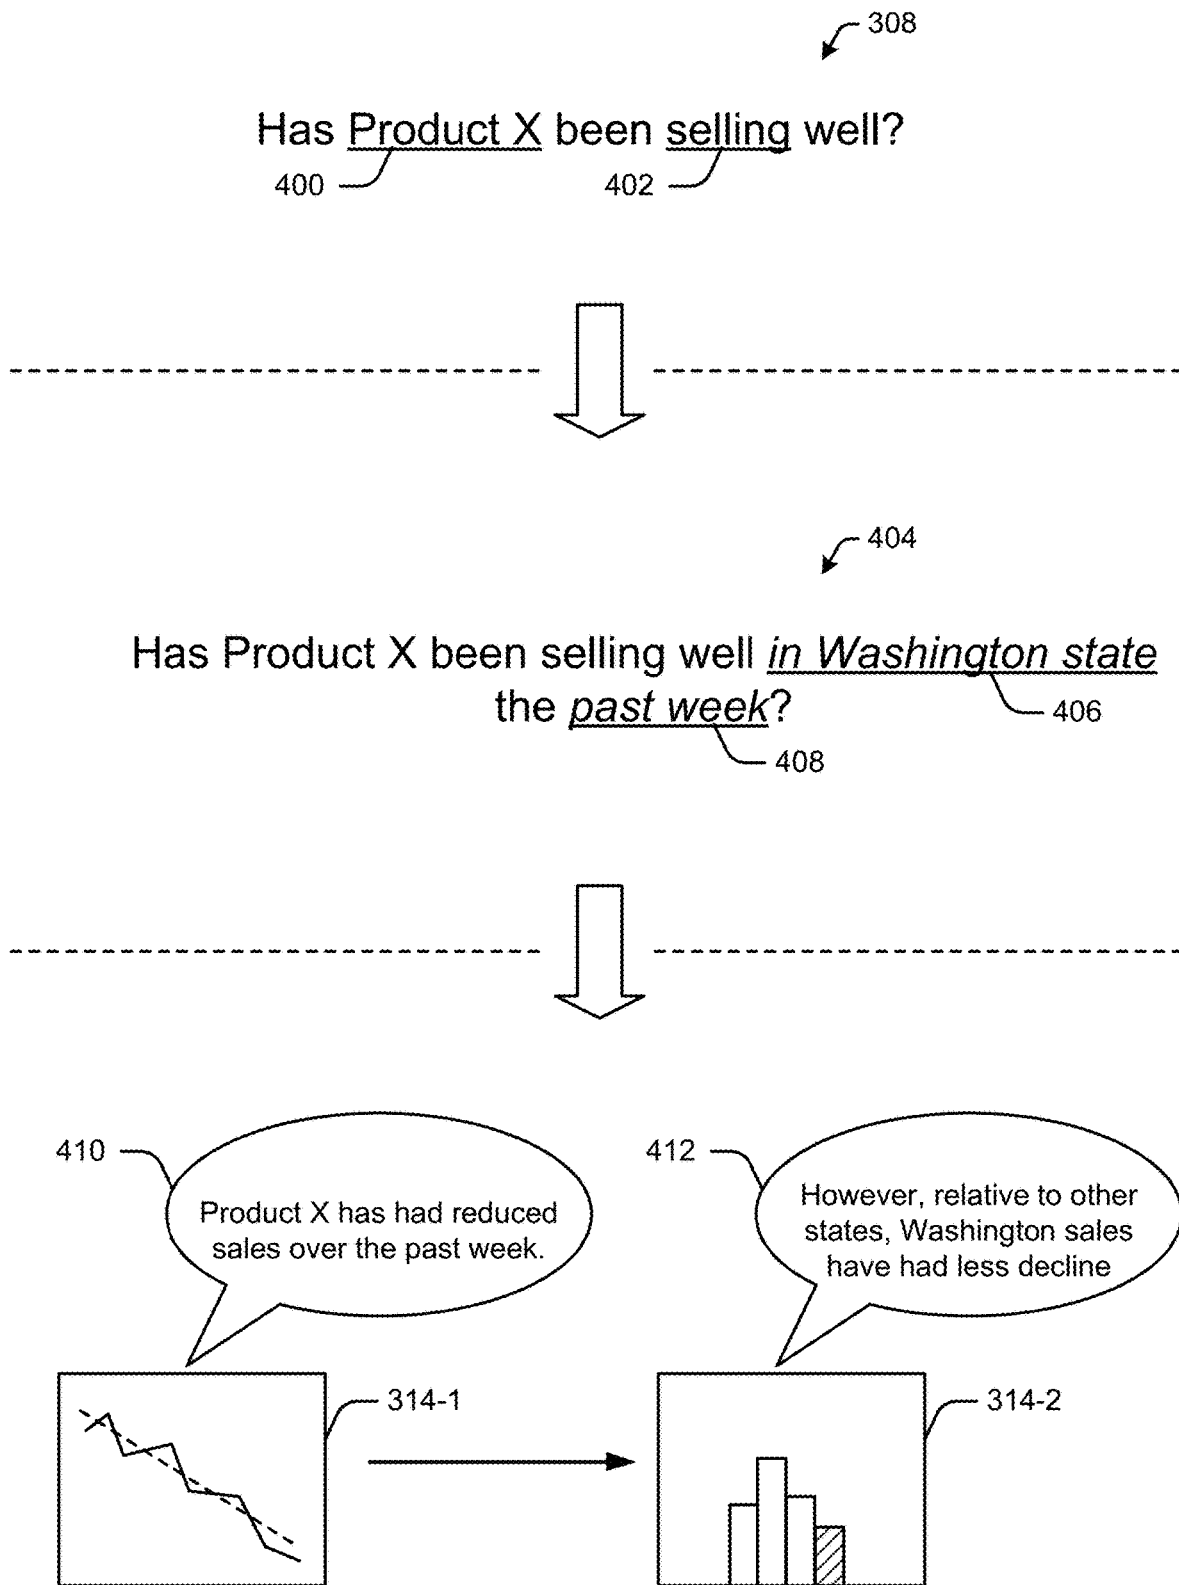 308
Has Product X been selling well?
400
402
404
Has Product X been selling well in Washington state
the past week?
406
408
410
Product X has had reduced
sales over the past week.
412
However, relative to other
states, Washington sales
have had less decline
314-1
314-2